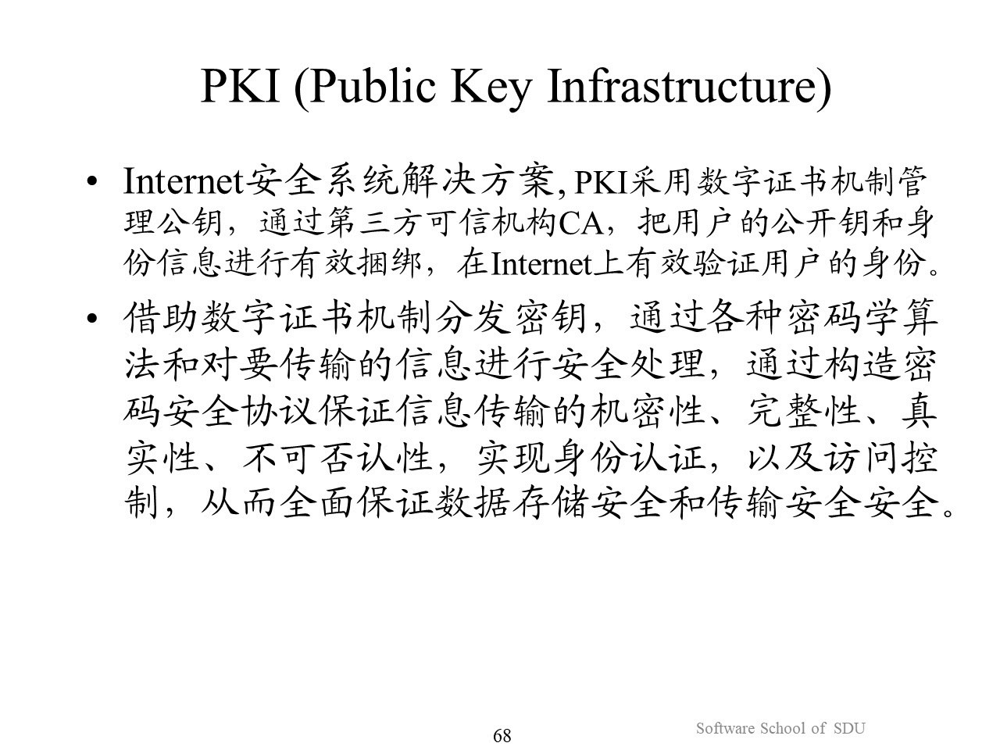 PKI (Public Key Infrastructure)
• Internet安全系统解决方案, PKI采用数字证书机制管
理公钥，通过第三方可信机构CA，把用户的公开钥和身
份信息进行有效捆绑，在Internet上有效验证用户的身份。
• 借助数字证书机制分发密钥，通过各种密码学算
法和对要传输的信息进行安全处理，通过构造密
码安全协议保证信息传输的机密性、完整性、真
实性、不可否认性，实现身份认证，以及访问控
制，从而全面保证数据存储安全和传输安全安全。
68
Software School of SDU